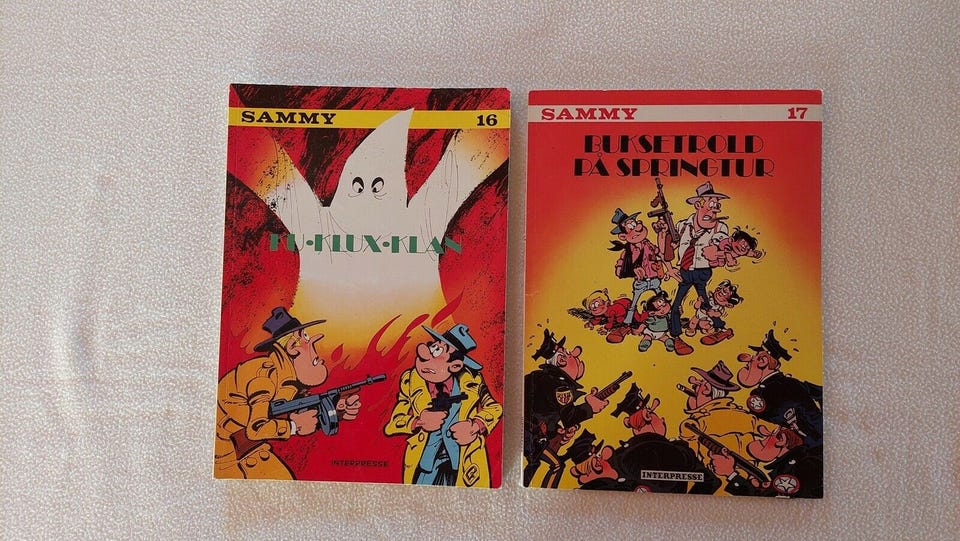 SAMMY 16
KU•KLUX•KLAN
INTERPRESSE
SAMMY 17
BUKSETROLD
PÅ SPRINGTUR
INTERPRESSE